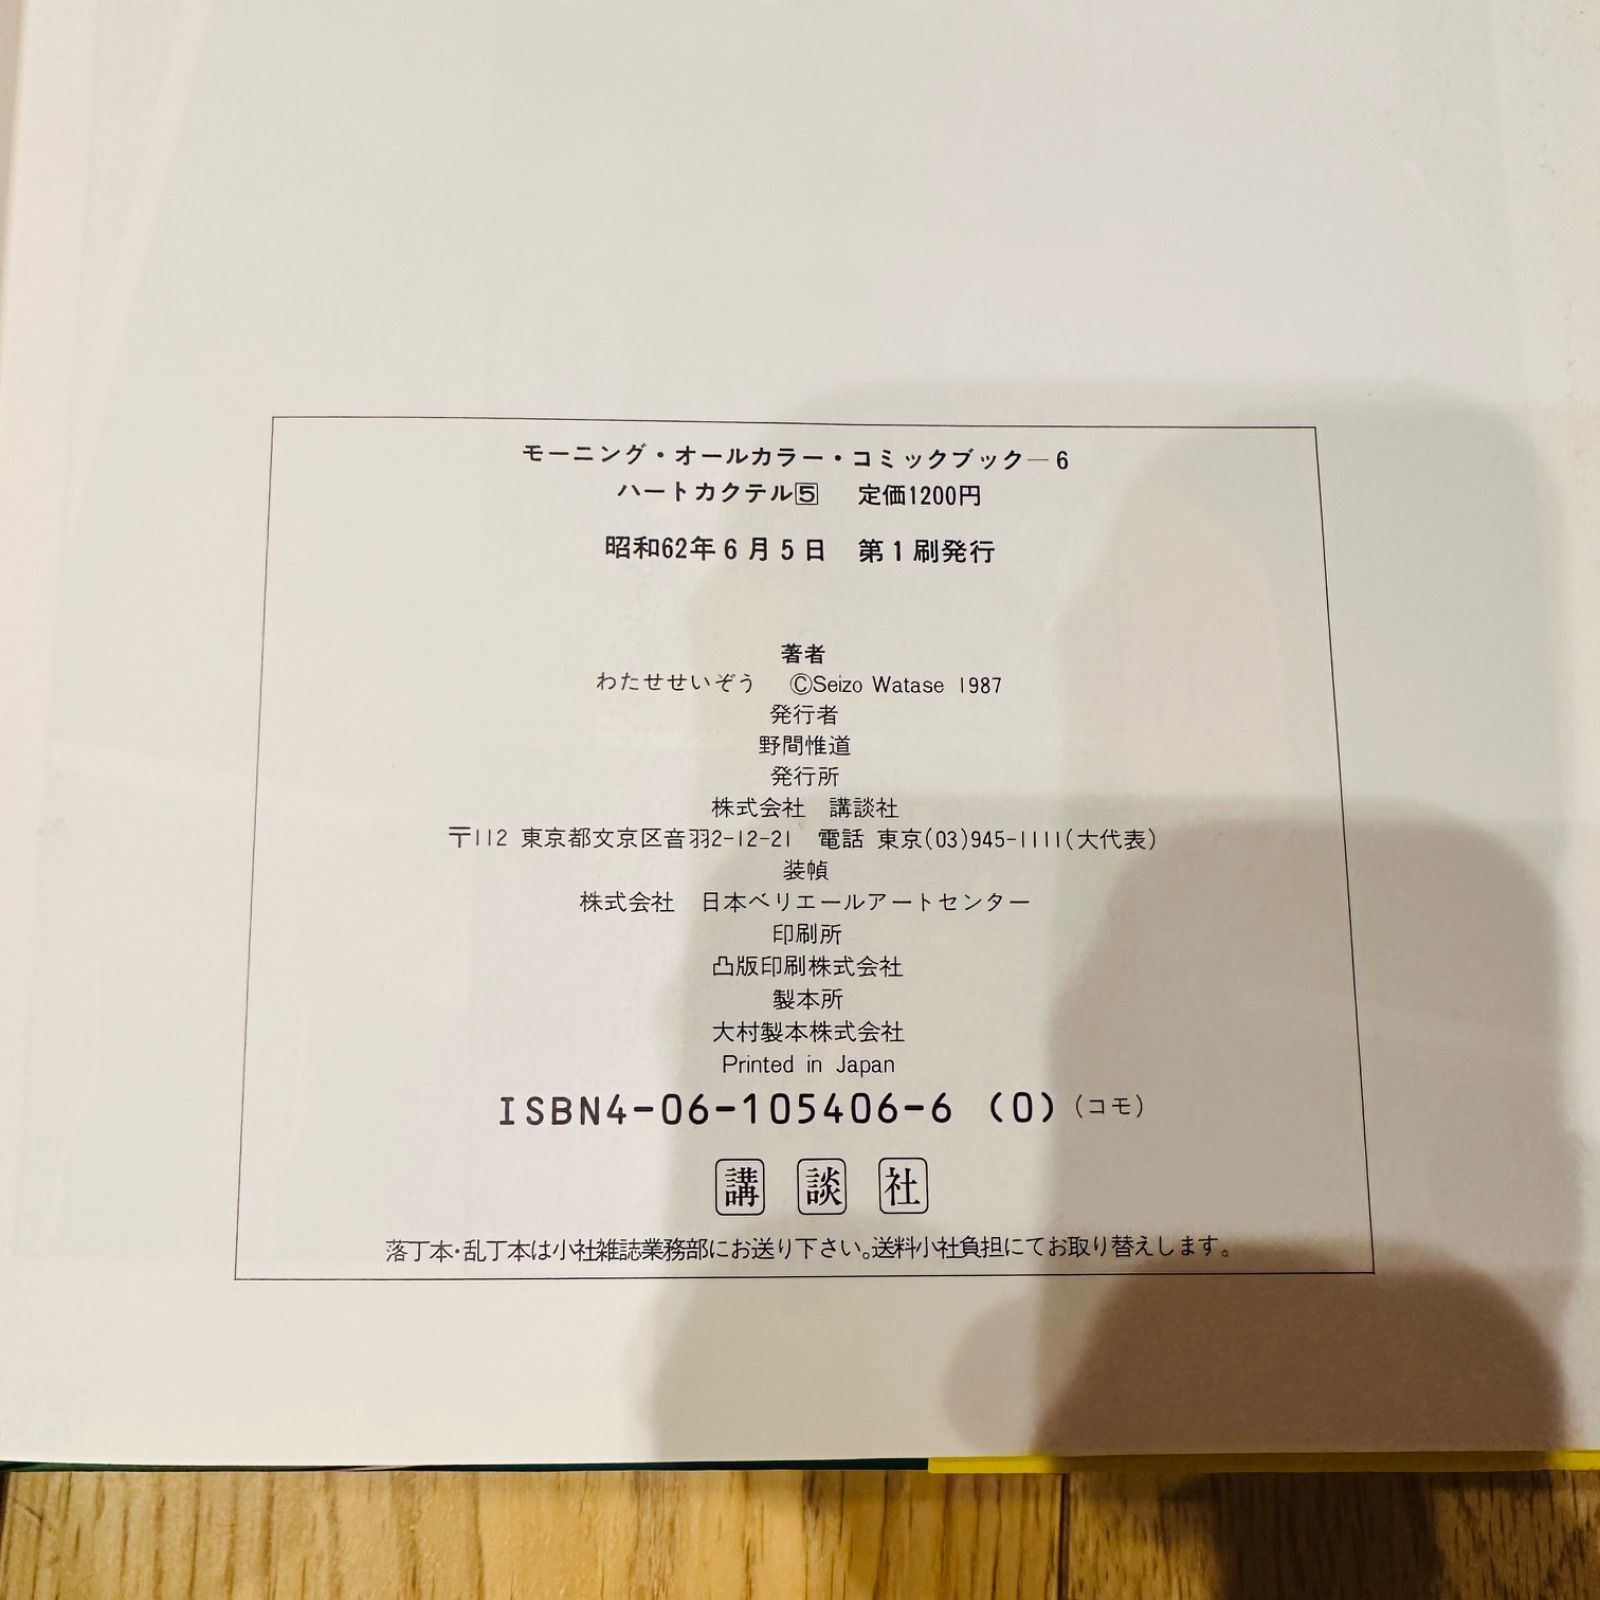 モーニング・オールカラー・コミックブック―6
ハートカクテル5　定価1200円
昭和62年6月5日　第1刷発行
著者
わたせせいぞう　©Seizo Watase 1987
発行者
野間惟道
発行所
株式会社　講談社
〒112 東京都文京区音羽2-12-21　電話 東京(03)945-1111(大代表)
装幀
株式会社　日本ベリエールアートセンター
印刷所
凸版印刷株式会社
製本所
大村製本株式会社
Printed in Japan
ISBN4-06-105406-6 (0)(コモ)
講談社
落丁本・乱丁本は小社雑誌業務部にお送り下さい。送料小社負担にてお取り替えします。